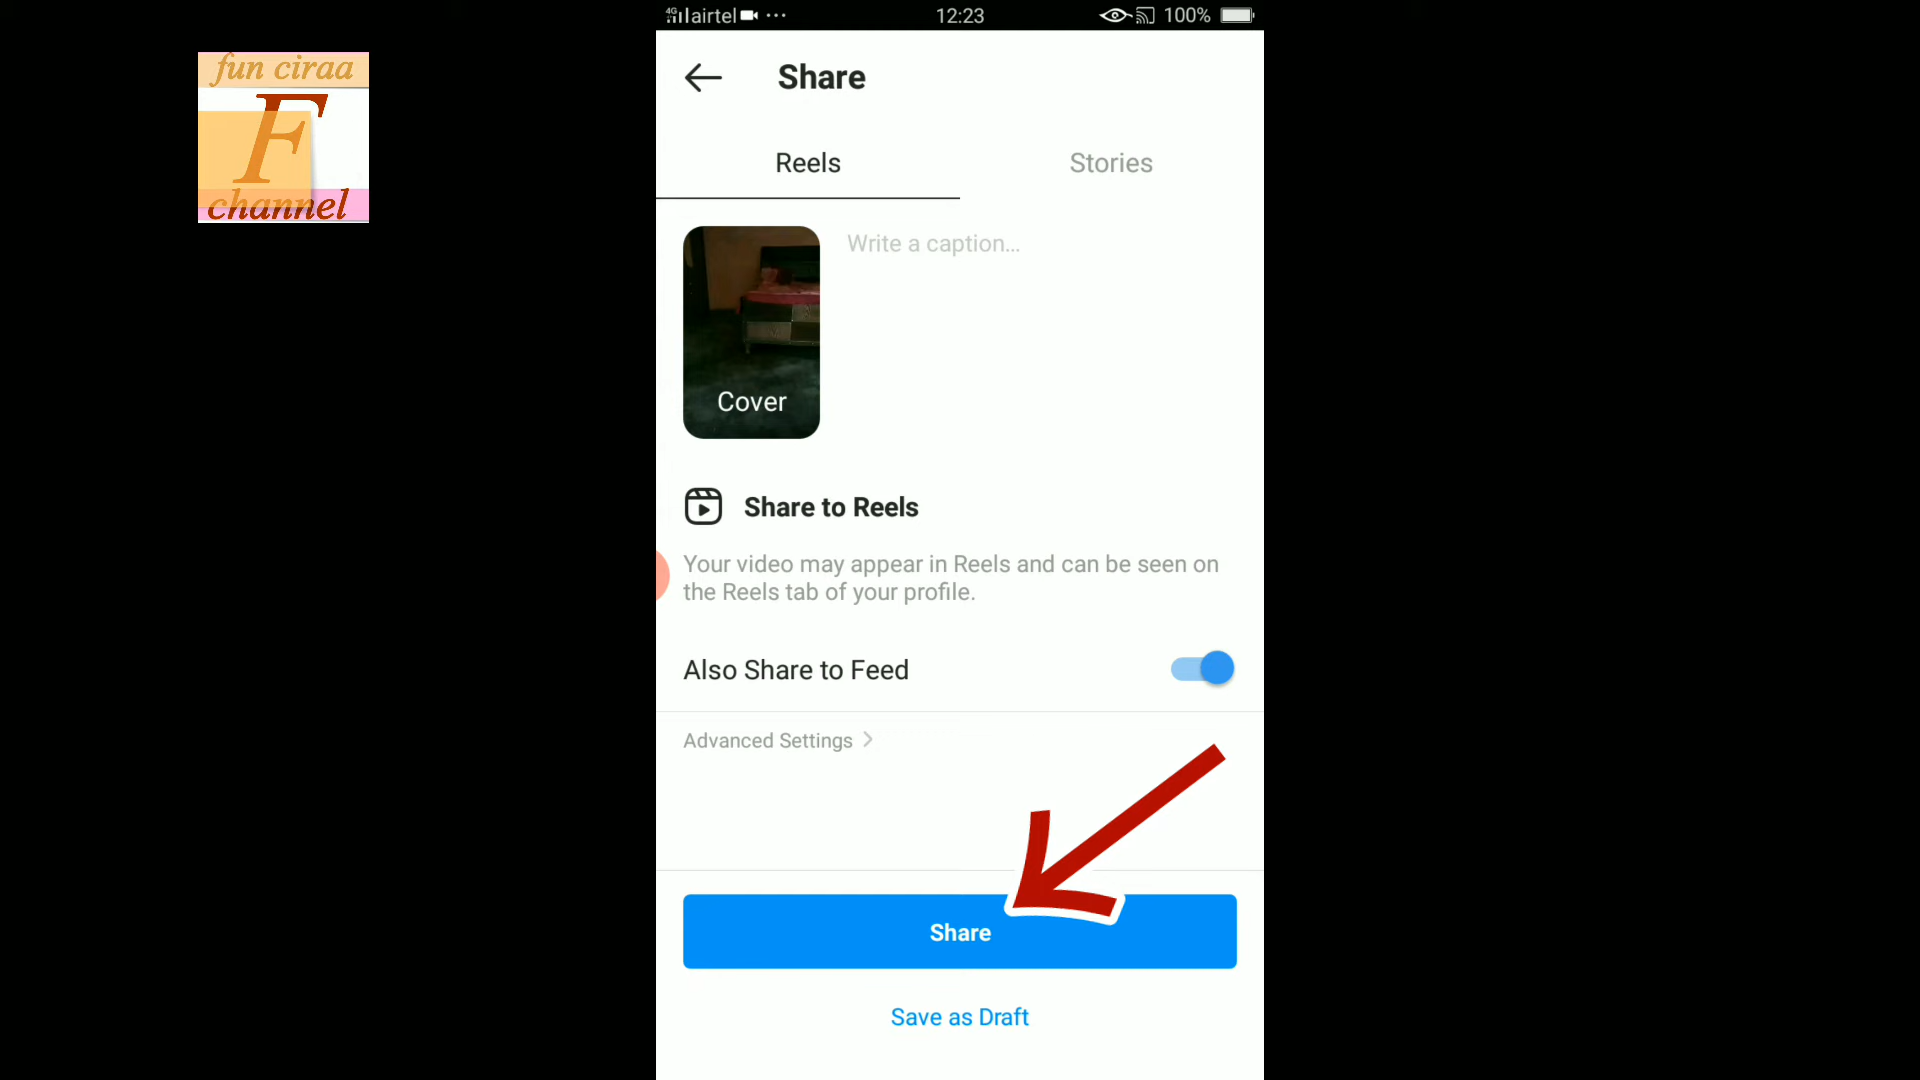 fun ciraa
F
channel
4G airtel ··· 12:23 100%
Share
Reels Stories
Write a caption...
Cover
Share to Reels
Your video may appear in Reels and can be seen on
the Reels tab of your profile.
Also Share to Feed
Advanced Settings
Share
Save as Draft